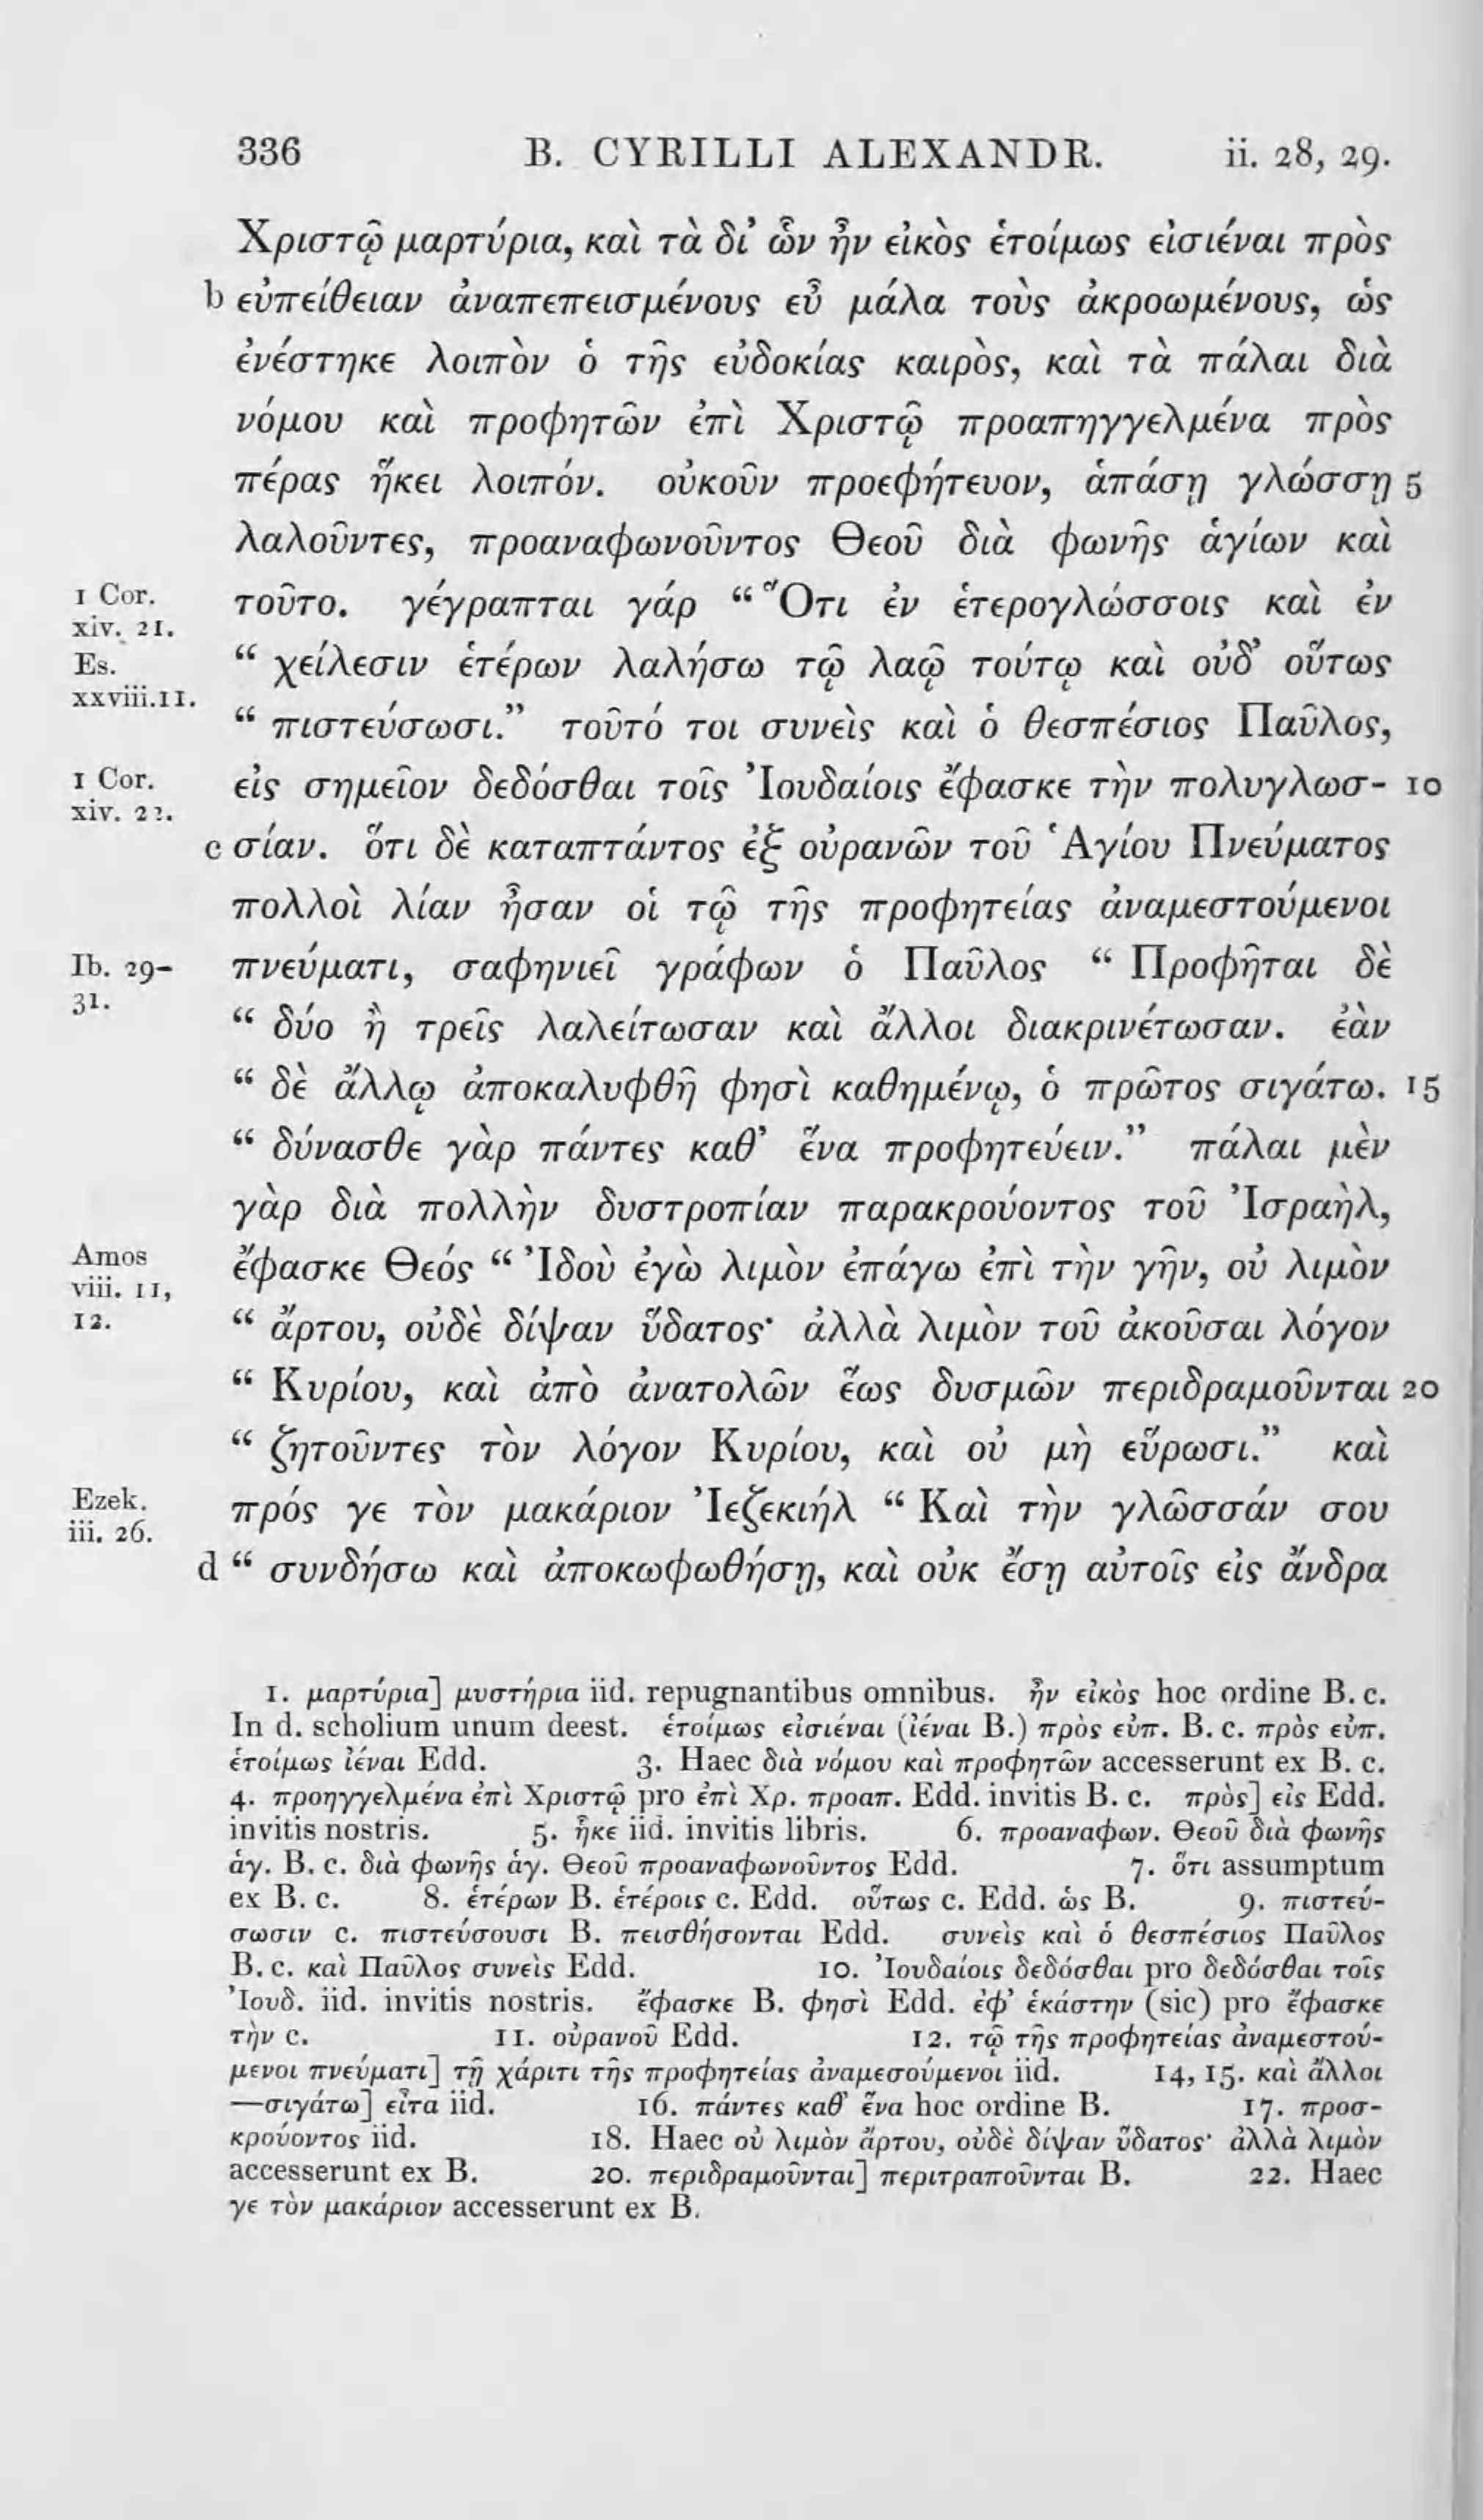 336 B. CYRILLI ALEXANDR. ii. 28, 29.
Χριστῷ μαρτύρια, καὶ τὰ δι’ ὧν ἦν εἰκὸς ἑτοίμως εἰσιέναι πρὸς
b εὐπείθειαν ἀναπεπεισμένους εὖ μάλα τοὺς ἀκροωμένους, ὡς
ἐνέστηκε λοιπὸν ὁ τῆς εὐδοκίας καιρὸς, καὶ τὰ πάλαι διὰ
νόμου καὶ προφητῶν ἐπὶ Χριστῷ προαπηγγελμένα πρὸς
πέρας ἥκει λοιπόν. οὐκοῦν προεφήτευον, ἁπάσῃ γλώσσῃ 5
λαλοῦντες, προαναφωνοῦντος Θεοῦ διὰ φωνῆς ἁγίων καὶ
1 Cor. τοῦτο. γέγραπται γάρ “ Ὅτι ἐν ἑτερογλώσσοις καὶ ἐν
xiv. 21.
Es. “ χείλεσιν ἑτέρων λαλήσω τῷ λαῷ τούτῳ καὶ οὐδ’ οὕτως
xxviii.11.
“ πιστεύσωσι.” τοῦτό τοι συνεὶς καὶ ὁ θεσπέσιος Παῦλος,
1 Cor. εἰς σημεῖον δεδόσθαι τοῖς Ἰουδαίοις ἔφασκε τὴν πολυγλωσ- 10
xiv. 22.
c σίαν. ὅτι δὲ καταπτάντος ἐξ οὐρανῶν τοῦ Ἁγίου Πνεύματος
πολλοὶ λίαν ἦσαν οἱ τῷ τῆς προφητείας ἀναμεστούμενοι
Ib. 29- πνεύματι, σαφηνιεῖ γράφων ὁ Παῦλος “ Προφῆται δὲ
31.
“ δύο ἢ τρεῖς λαλείτωσαν καὶ ἄλλοι διακρινέτωσαν. ἐὰν
“ δὲ ἄλλῳ ἀποκαλυφθῇ φησὶ καθημένῳ, ὁ πρῶτος σιγάτω. 15
“ δύνασθε γὰρ πάντες καθ’ ἕνα προφητεύειν.” πάλαι μὲν
γὰρ διὰ πολλὴν δυστροπίαν παρακρούοντος τοῦ Ἰσραὴλ,
Amos ἔφασκε Θεός “ Ἰδοὺ ἐγὼ λιμὸν ἐπάγω ἐπὶ τὴν γῆν, οὐ λιμὸν
viii. 11,
12. “ ἄρτου, οὐδὲ δίψαν ὕδατος· ἀλλὰ λιμὸν τοῦ ἀκοῦσαι λόγον
“ Κυρίου, καὶ ἀπὸ ἀνατολῶν ἕως δυσμῶν περιδραμοῦνται 20
“ ζητοῦντες τὸν λόγον Κυρίου, καὶ οὐ μὴ εὕρωσι.” καὶ
Ezek. πρός γε τὸν μακάριον Ἰεζεκιήλ “ Καὶ τὴν γλῶσσάν σου
iii. 26.
d “ συνδήσω καὶ ἀποκωφωθήσῃ, καὶ οὐκ ἔσῃ αὐτοῖς εἰς ἄνδρα
1. μαρτύρια] μυστήρια iid. repugnantibus omnibus. ἦν εἰκὸς hoc ordine B. c.
In d. scholium unum deest. ἑτοίμως εἰσιέναι (ἰέναι B.) πρὸς εὐπ. B. c. πρὸς εὐπ.
ἑτοίμως ἰέναι Edd. 3. Haec διὰ νόμου καὶ προφητῶν accesserunt ex B. c.
4. προηγγελμένα ἐπὶ Χριστῷ pro ἐπὶ Χρ. προαπ. Edd. invitis B. c. πρὸς] εἰς Edd.
invitis nostris. 5. ἧκε iid. invitis libris. 6. προαναφων. Θεοῦ διὰ φωνῆς
ἁγ. B. c. διὰ φωνῆς ἁγ. Θεοῦ προαναφωνοῦντος Edd. 7. ὅτι assumptum
ex B. c. 8. ἑτέρων B. ἑτέροις c. Edd. οὕτως c. Edd. ὡς B. 9. πιστεύ-
σωσιν c. πιστεύσουσι B. πεισθήσονται Edd. συνεὶς καὶ ὁ θεσπέσιος Παῦλος
B. c. καὶ Παῦλος συνεὶς Edd. 10. Ἰουδαίοις δεδόσθαι pro δεδόσθαι τοῖς
Ἰουδ. iid. invitis nostris. ἔφασκε B. φησὶ Edd. ἐφ’ ἑκάστην (sic) pro ἔφασκε
τὴν c. 11. οὐρανοῦ Edd. 12. τῷ τῆς προφητείας ἀναμεστού-
μενοι πνεύματι] τῇ χάριτι τῆς προφητείας ἀναμεσούμενοι iid. 14, 15. καὶ ἄλλοι
—σιγάτω] εἶτα iid. 16. πάντες καθ’ ἕνα hoc ordine B. 17. προσ-
κρούοντος iid. 18. Haec οὐ λιμὸν ἄρτου, οὐδὲ δίψαν ὕδατος· ἀλλὰ λιμὸν
accesserunt ex B. 20. περιδραμοῦνται] περιτραποῦνται B. 22. Haec
γε τὸν μακάριον accesserunt ex B.